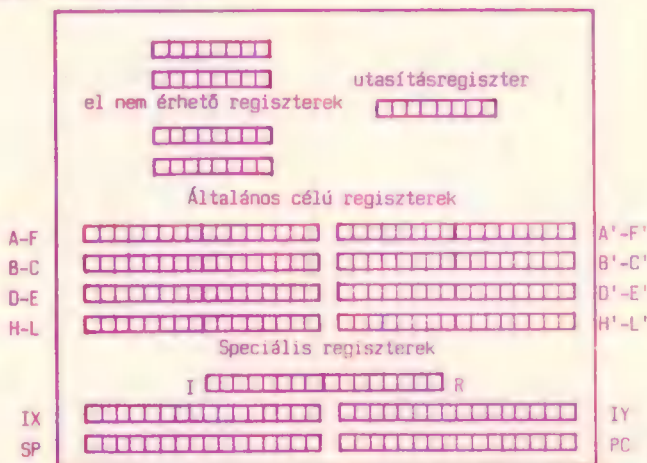 utasításregiszter
el nem érhető regiszterek
Általános célú regiszterek
A-F A'-F'
B-C B'-C'
D-E D'-E'
H-L H'-L'
Speciális regiszterek
I R
IX IY
SP PC